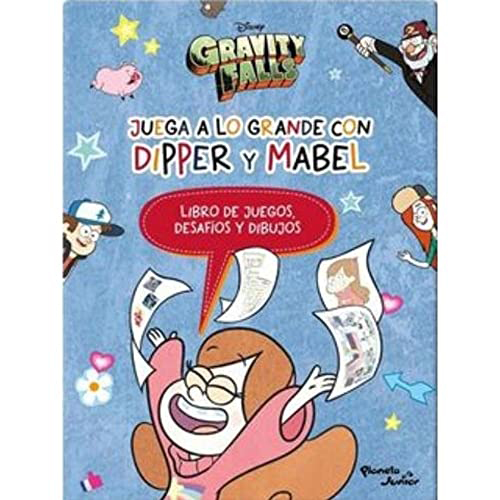 Disney
GRAVITY
FALLS
JUEGA A LO GRANDE CON
DIPPER Y MABEL
LIBRO DE JUEGOS,
DESAFÍOS Y DIBUJOS
Planeta
Junior